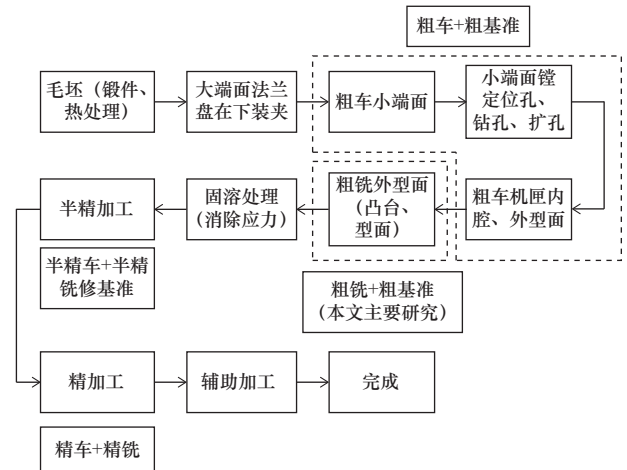 粗车+粗基准
毛坯（锻件、
热处理）
大端面法兰
盘在下装夹
粗车小端面
小端面镗
定位孔、
钻孔、扩孔
粗车机匣内
腔、外型面
粗铣外型面
（凸台、
型面）
固溶处理
（消除应力）
半精加工
半精车+半精
铣修基准
粗铣+粗基准
（本文主要研究）
精加工
辅助加工
完成
精车+精铣